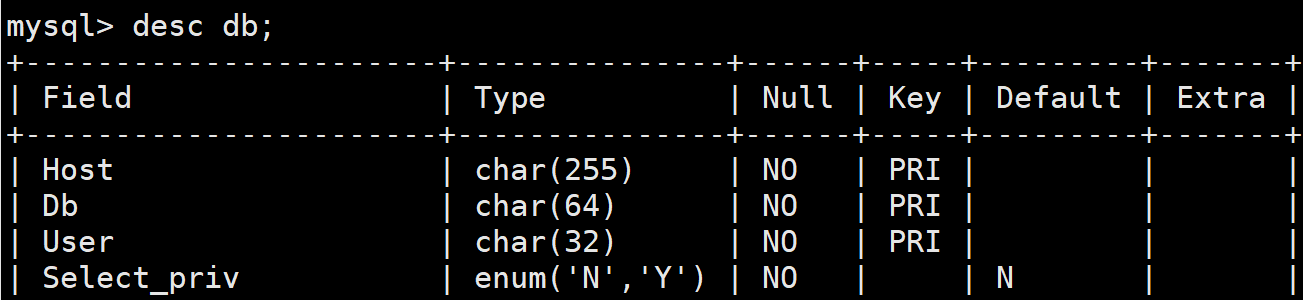 mysql> desc db;
+-----------------------+---------------+------+-----+---------+-------+
| Field                 | Type          | Null | Key | Default | Extra |
+-----------------------+---------------+------+-----+---------+-------+
| Host                  | char(255)     | NO   | PRI |         |       |
| Db                    | char(64)      | NO   | PRI |         |       |
| User                  | char(32)      | NO   | PRI |         |       |
| Select_priv           | enum('N','Y') | NO   |     | N       |       |